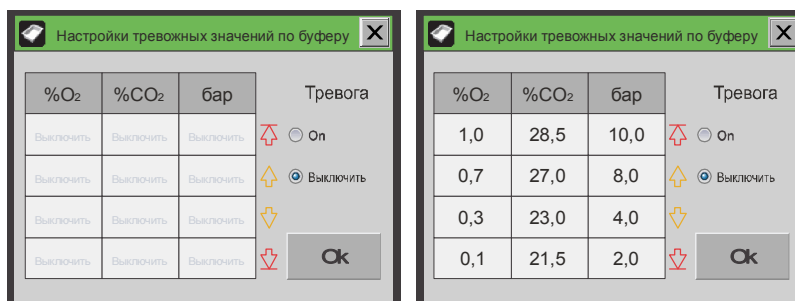 Настройки тревожных значений по буферу
%O₂ %CO₂ бар Тревога
Выключить Выключить Выключить On
Выключить Выключить Выключить Выключить
Выключить Выключить Выключить
Выключить Выключить Выключить Ok
Настройки тревожных значений по буферу
%O₂ %CO₂ бар Тревога
1,0 28,5 10,0 On
0,7 27,0 8,0 Выключить
0,3 23,0 4,0
0,1 21,5 2,0 Ok